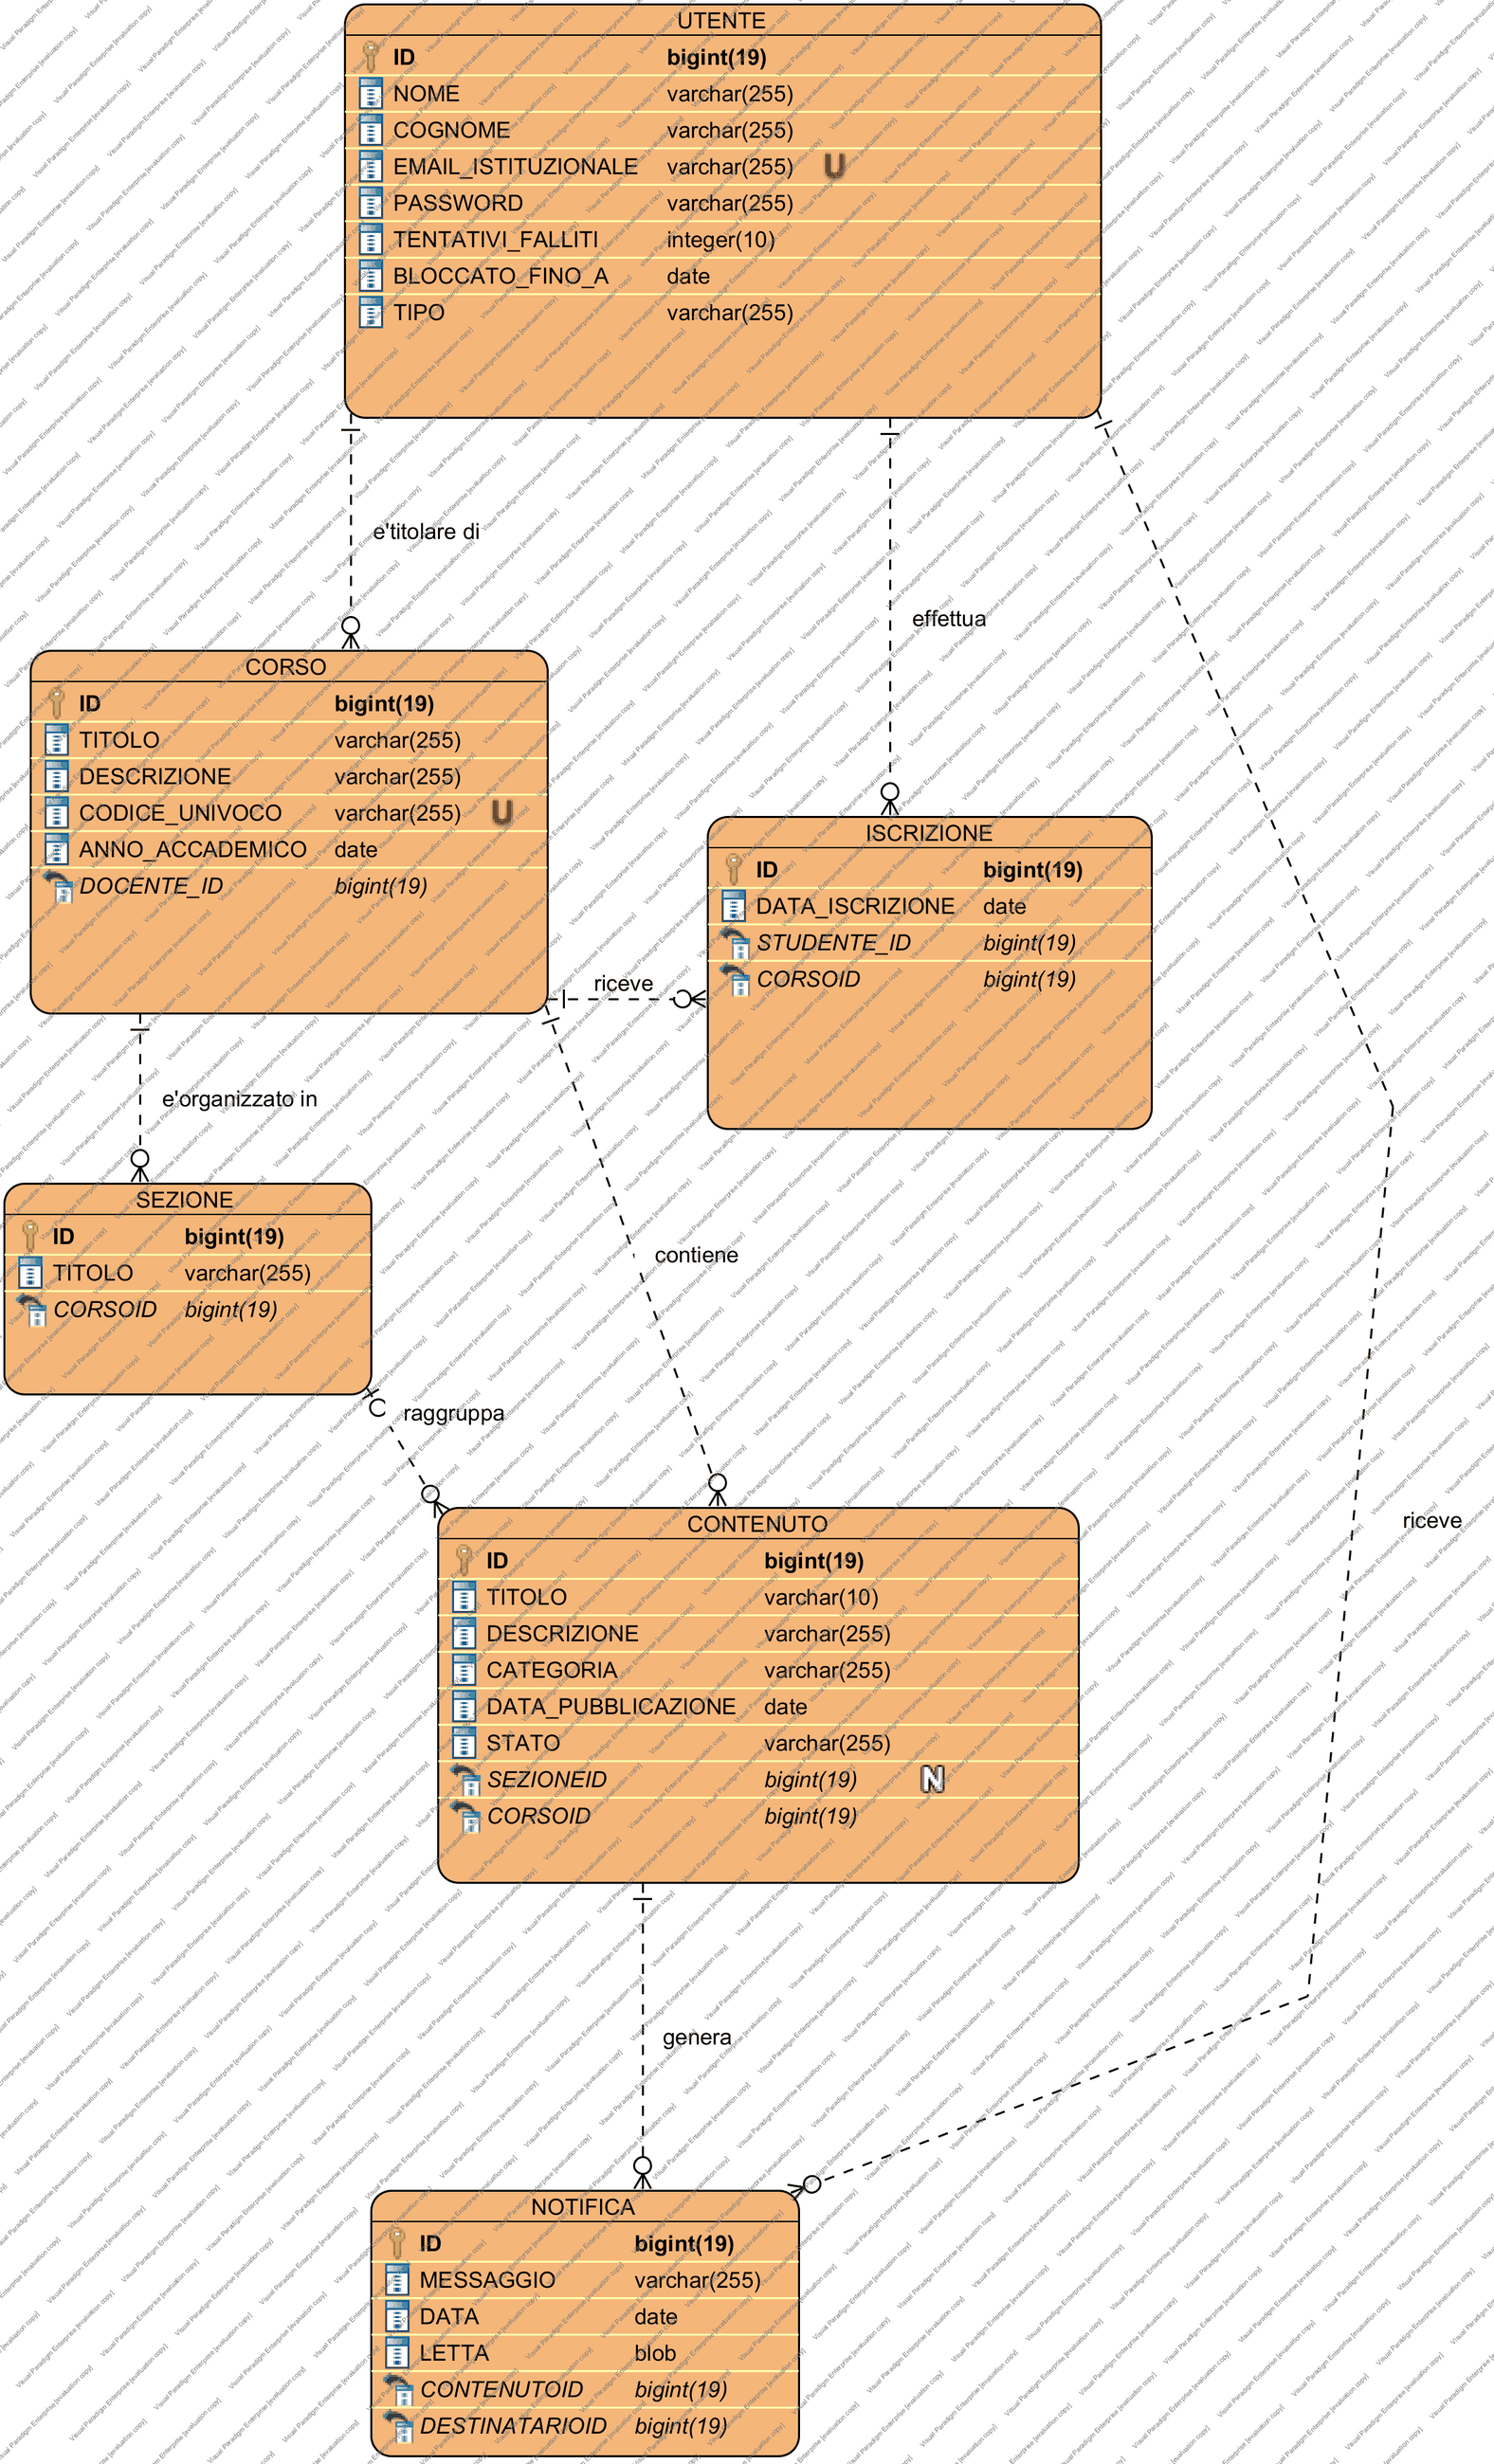 UTENTE
ID bigint(19)
NOME varchar(255)
COGNOME varchar(255)
EMAIL_ISTITUZIONALE varchar(255) U
PASSWORD varchar(255)
TENTATIVI_FALLITI integer(10)
BLOCCATO_FINO_A date
TIPO varchar(255)
e'titolare di
effettua
CORSO
ID bigint(19)
TITOLO varchar(255)
DESCRIZIONE varchar(255)
CODICE_UNIVOCO varchar(255) U
ANNO_ACCADEMICO date
DOCENTE_ID bigint(19)
ISCRIZIONE
ID bigint(19)
DATA_ISCRIZIONE date
STUDENTE_ID bigint(19)
CORSOID bigint(19)
riceve
e'organizzato in
SEZIONE
ID bigint(19)
TITOLO varchar(255)
CORSOID bigint(19)
contiene
raggruppa
CONTENUTO
ID bigint(19)
TITOLO varchar(10)
DESCRIZIONE varchar(255)
CATEGORIA varchar(255)
DATA_PUBBLICAZIONE date
STATO varchar(255)
SEZIONEID bigint(19) N
CORSOID bigint(19)
riceve
genera
NOTIFICA
ID bigint(19)
MESSAGGIO varchar(255)
DATA date
LETTA blob
CONTENUTOID bigint(19)
DESTINATARIOID bigint(19)
Visual Paradigm Enterprise [evaluation copy]